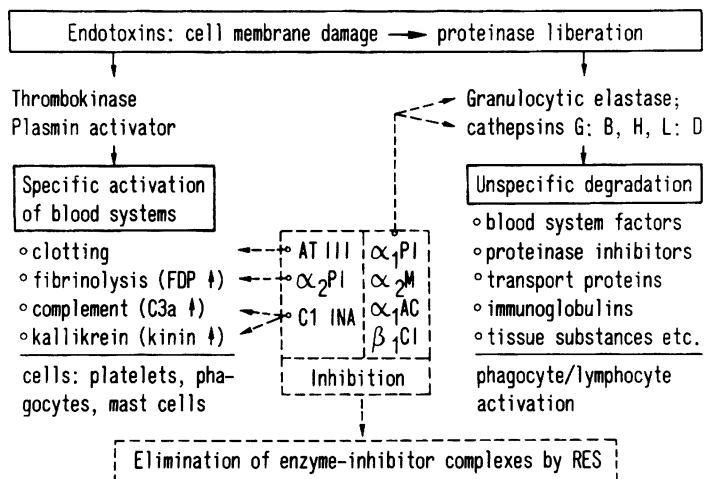 Endotoxins: cell membrane damage → proteinase liberation
Thrombokinase
Plasmin activator
Granulocytic elastase;
cathepsins G: B, H, L: D
Specific activation
of blood systems
Unspecific degradation
clotting
fibrinolysis (FDP ↑)
complement (C3a ↑)
kallikrein (kinin ↑)
cells: platelets, pha-
gocytes, mast cells
AT III
α2PI
C1 INA
α1PI
α2M
α1AC
β1CI
Inhibition
blood system factors
proteinase inhibitors
transport proteins
immunoglobulins
tissue substances etc.
phagocyte/lymphocyte
activation
Elimination of enzyme-inhibitor complexes by RES